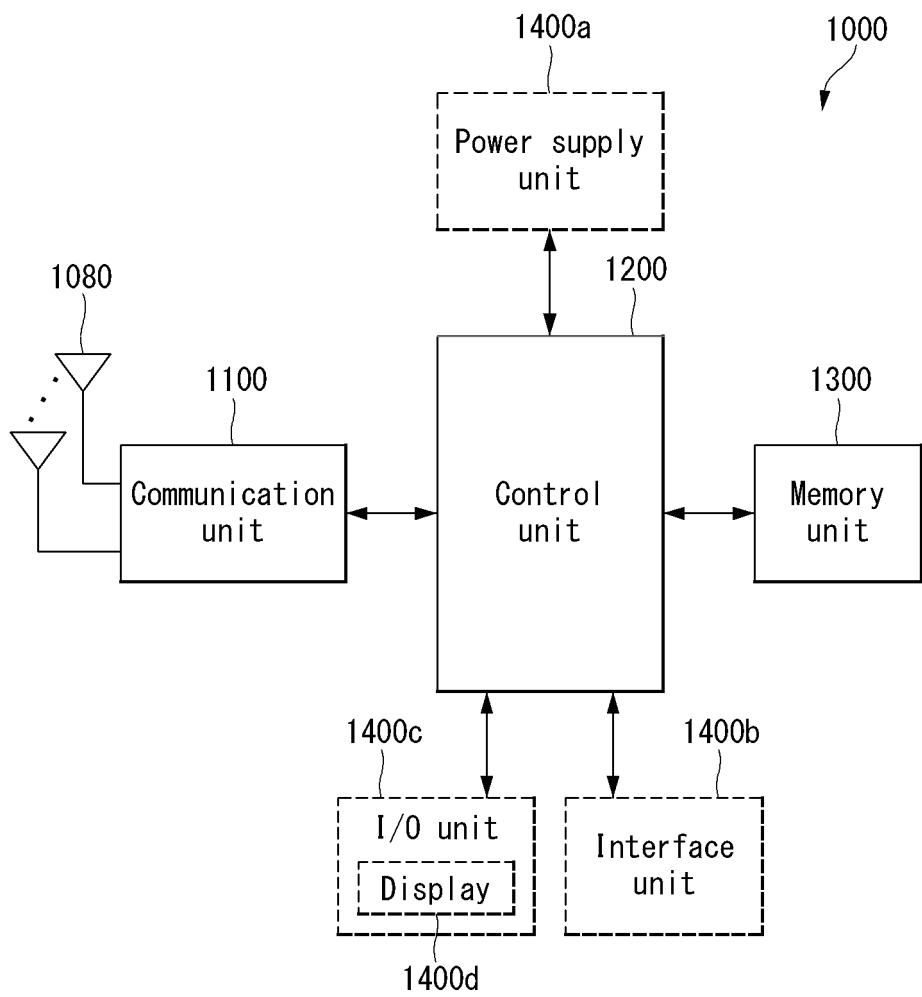 1400a
1000
Power supply
unit
1080
1200
1100
1300
Communication
unit
Control
unit
Memory
unit
1400c
1400b
I/O unit
Display
Interface
unit
1400d